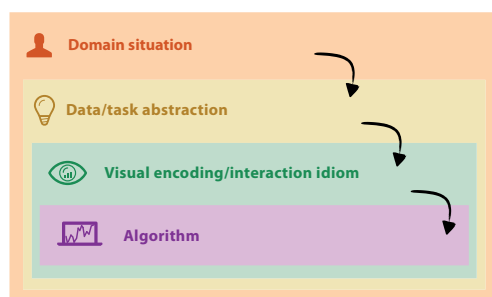 Domain situation
Data/task abstraction
Visual encoding/interaction idiom
Algorithm